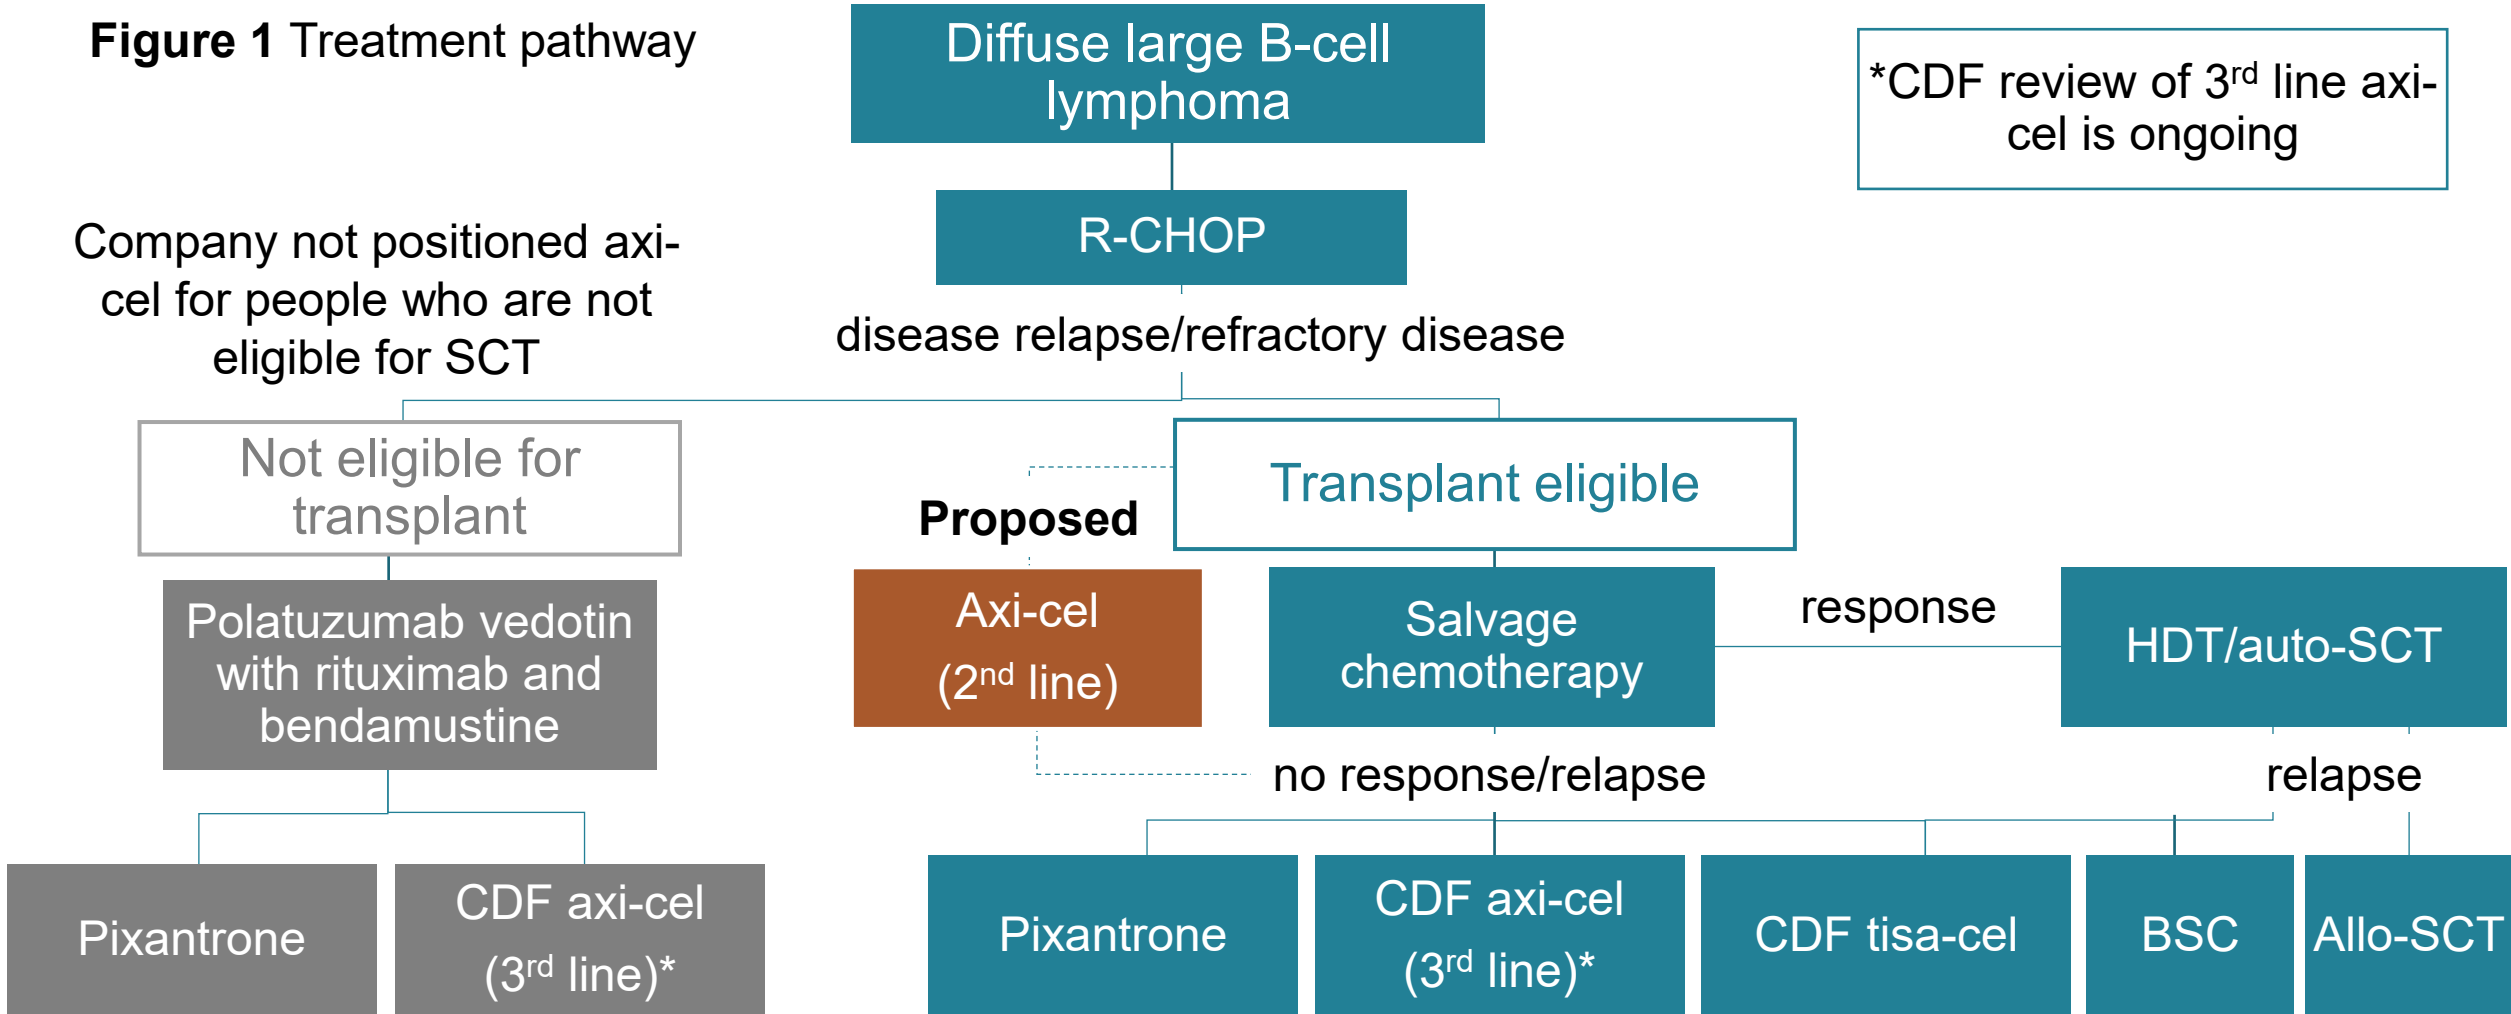 Figure 1 Treatment pathway
Diffuse large B-cell
lymphoma
*CDF review of 3rd line axi-
cel is ongoing
R-CHOP
Company not positioned axi-
cel for people who are not
eligible for SCT
disease relapse/refractory disease
Not eligible for
transplant
Transplant eligible
Proposed
Polatuzumab vedotin
with rituximab and
bendamustine
Axi-cel
(2nd line)
Salvage
chemotherapy
response
HDT/auto-SCT
no response/relapse
relapse
Pixantrone
CDF axi-cel
(3rd line)*
Pixantrone
CDF axi-cel
(3rd line)*
CDF tisa-cel
BSC
Allo-SCT